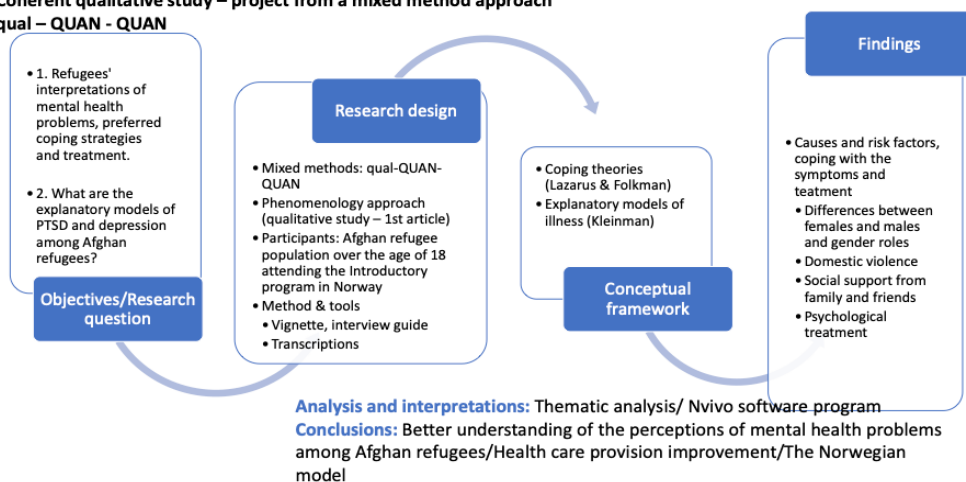 Coherent qualitative study – project from a mixed method approach
qual – QUAN - QUAN
• 1. Refugees'
interpretations of
mental health
problems, preferred
coping strategies
and treatment.
• 2. What are the
explanatory models of
PTSD and depression
among Afghan
refugees?
Objectives/Research
question
Research design
• Mixed methods: qual-QUAN-
QUAN
• Phenomenology approach
(qualitative study – 1st article)
• Participants: Afghan refugee
population over the age of 18
attending the Introductory
program in Norway
• Method & tools
• Vignette, interview guide
• Transcriptions
• Coping theories
(Lazarus & Folkman)
• Explanatory models of
illness (Kleinman)
Conceptual
framework
Findings
• Causes and risk factors,
coping with the
symptoms and
teatment
• Differences between
females and males
and gender roles
• Domestic violence
• Social support from
family and friends
• Psychological
treatment
Analysis and interpretations: Thematic analysis/ Nvivo software program
Conclusions: Better understanding of the perceptions of mental health problems
among Afghan refugees/Health care provision improvement/The Norwegian
model